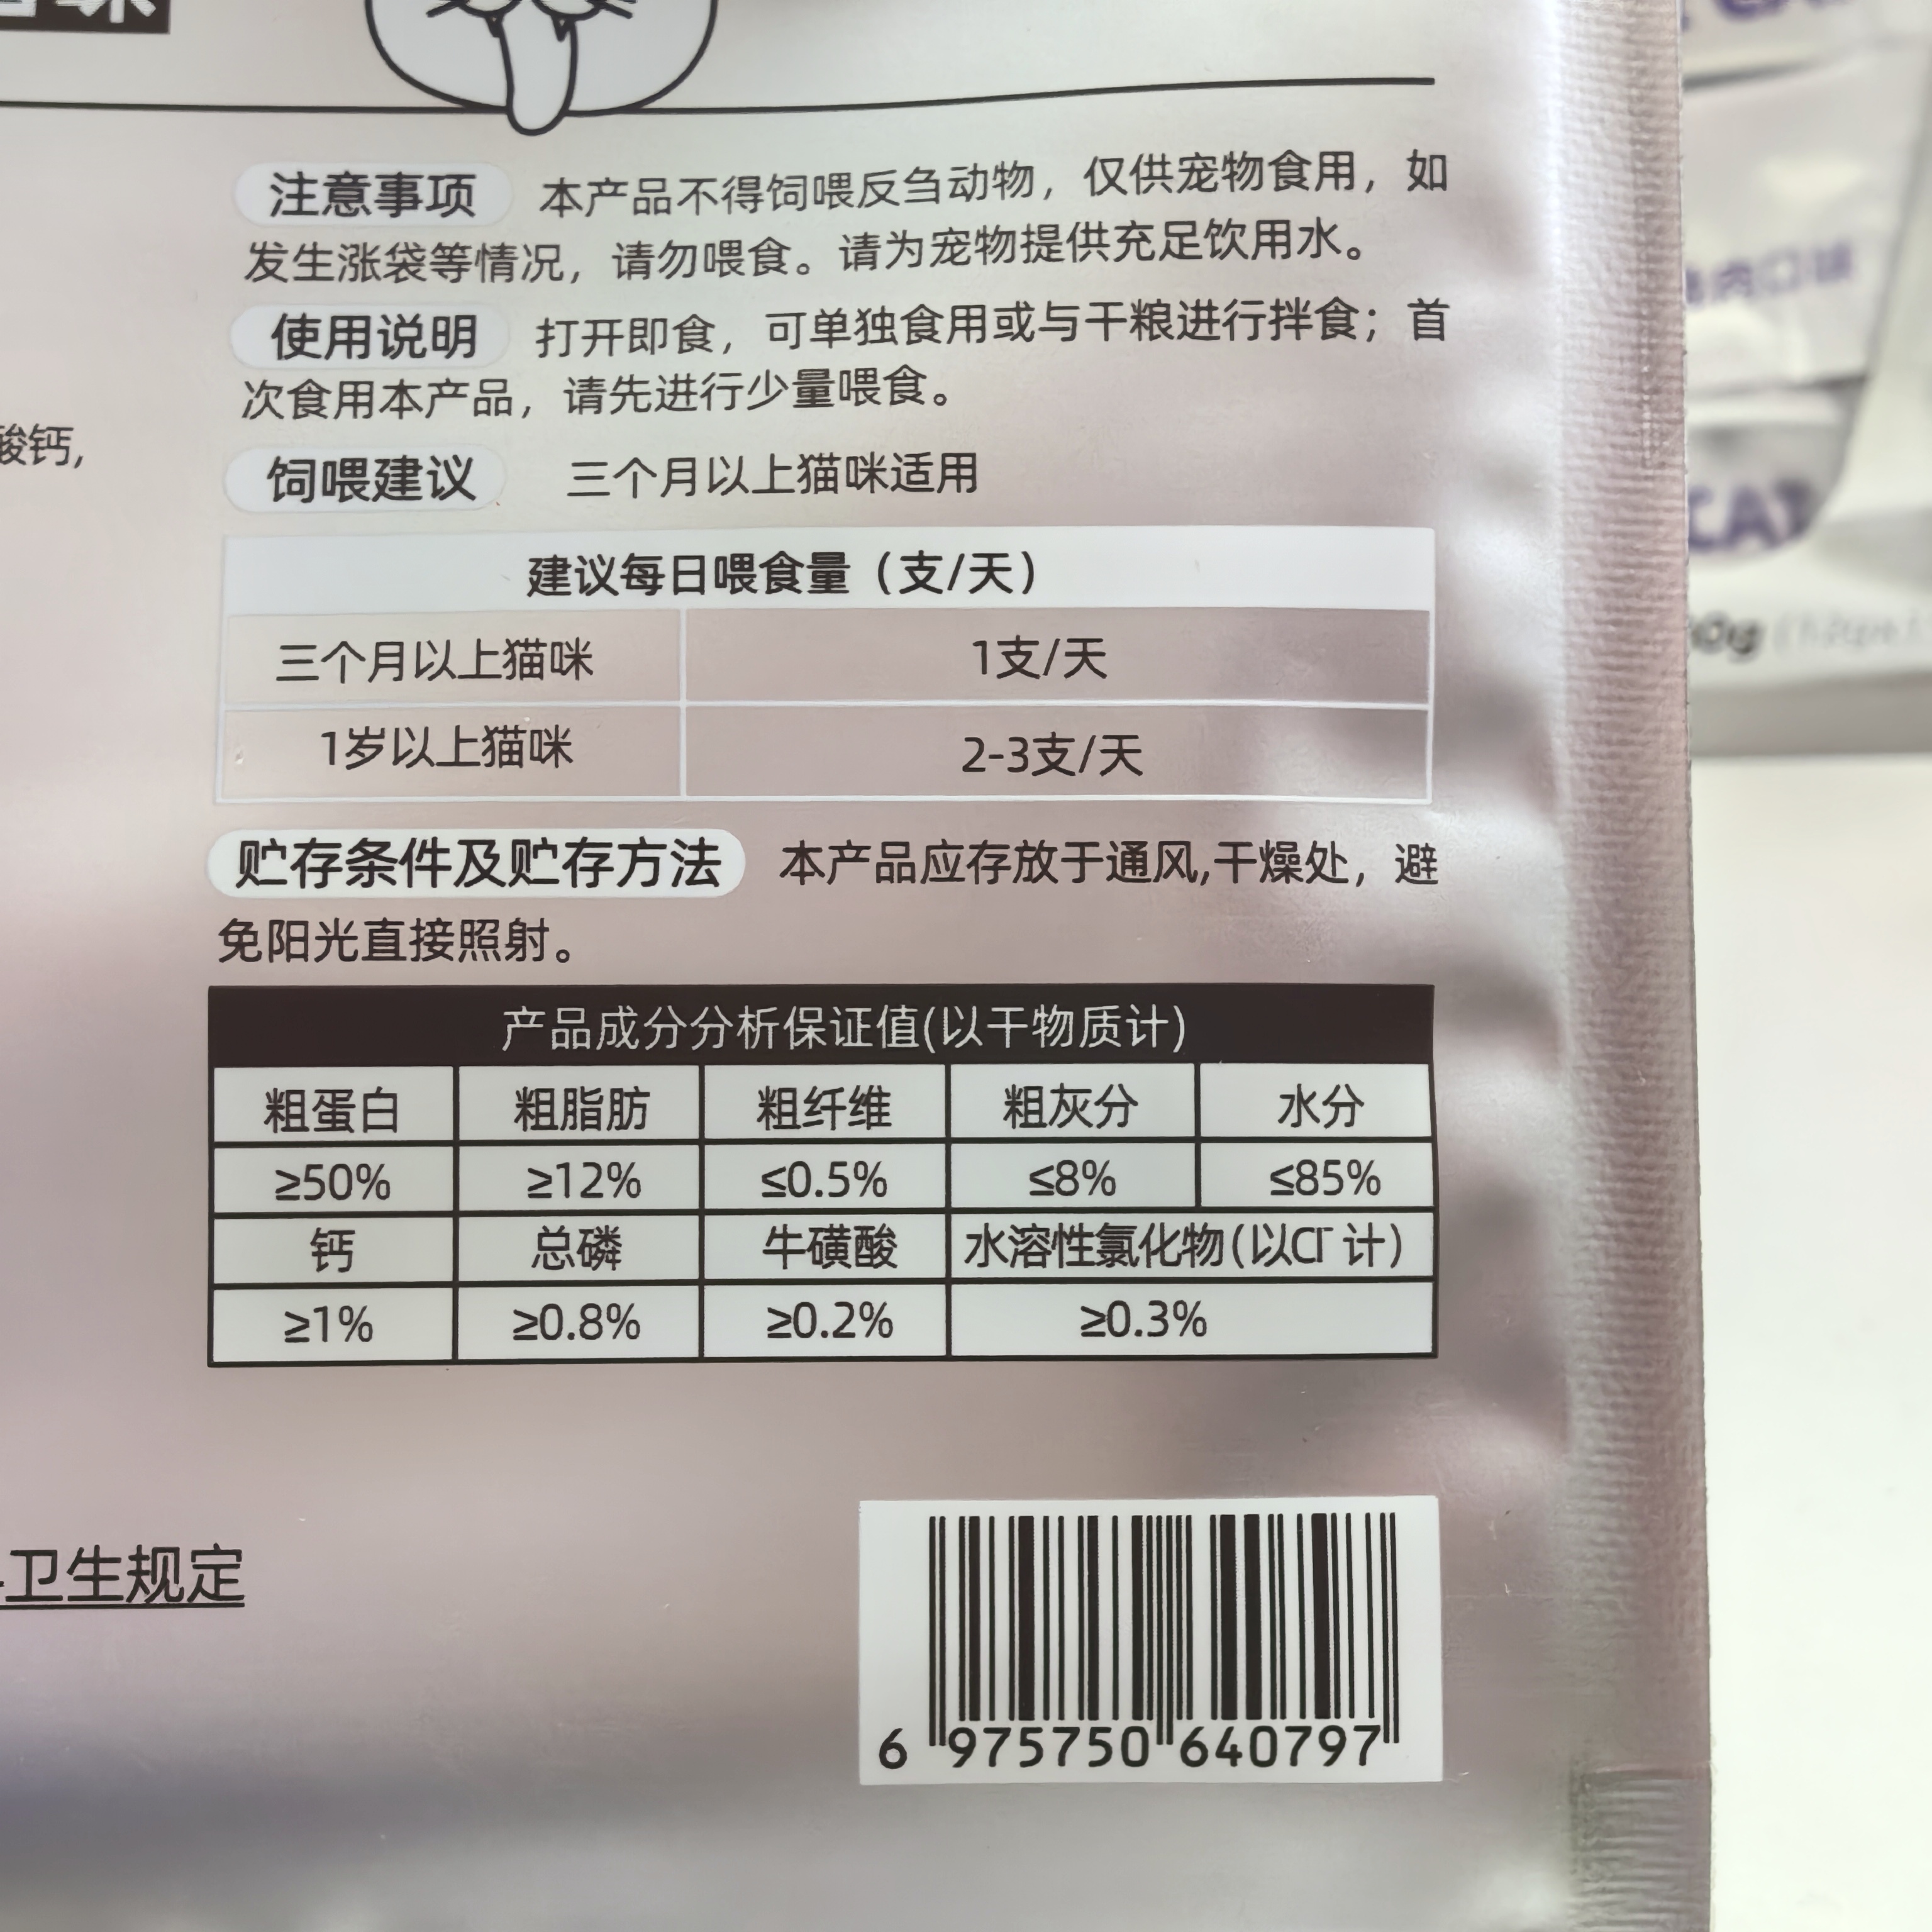 注意事项 本产品不得饲喂反刍动物，仅供宠物食用，如
发生涨袋等情况，请勿喂食。请为宠物提供充足饮用水。
使用说明 打开即食，可单独食用或与干粮进行拌食；首
次食用本产品，请先进行少量喂食。
酸钙,
饲喂建议 三个月以上猫咪适用
建议每日喂食量（支/天）
三个月以上猫咪 1支/天
1岁以上猫咪 2-3支/天
贮存条件及贮存方法 本产品应存放于通风,干燥处，避
免阳光直接照射。
产品成分分析保证值(以干物质计)
粗蛋白 粗脂肪 粗纤维 粗灰分 水分
≥50% ≥12% ≤0.5% ≤8% ≤85%
钙 总磷 牛磺酸 水溶性氯化物(以Cl⁻计)
≥1% ≥0.8% ≥0.2% ≥0.3%
卫生规定
6 975750 640797
肉口味
CAT
0g